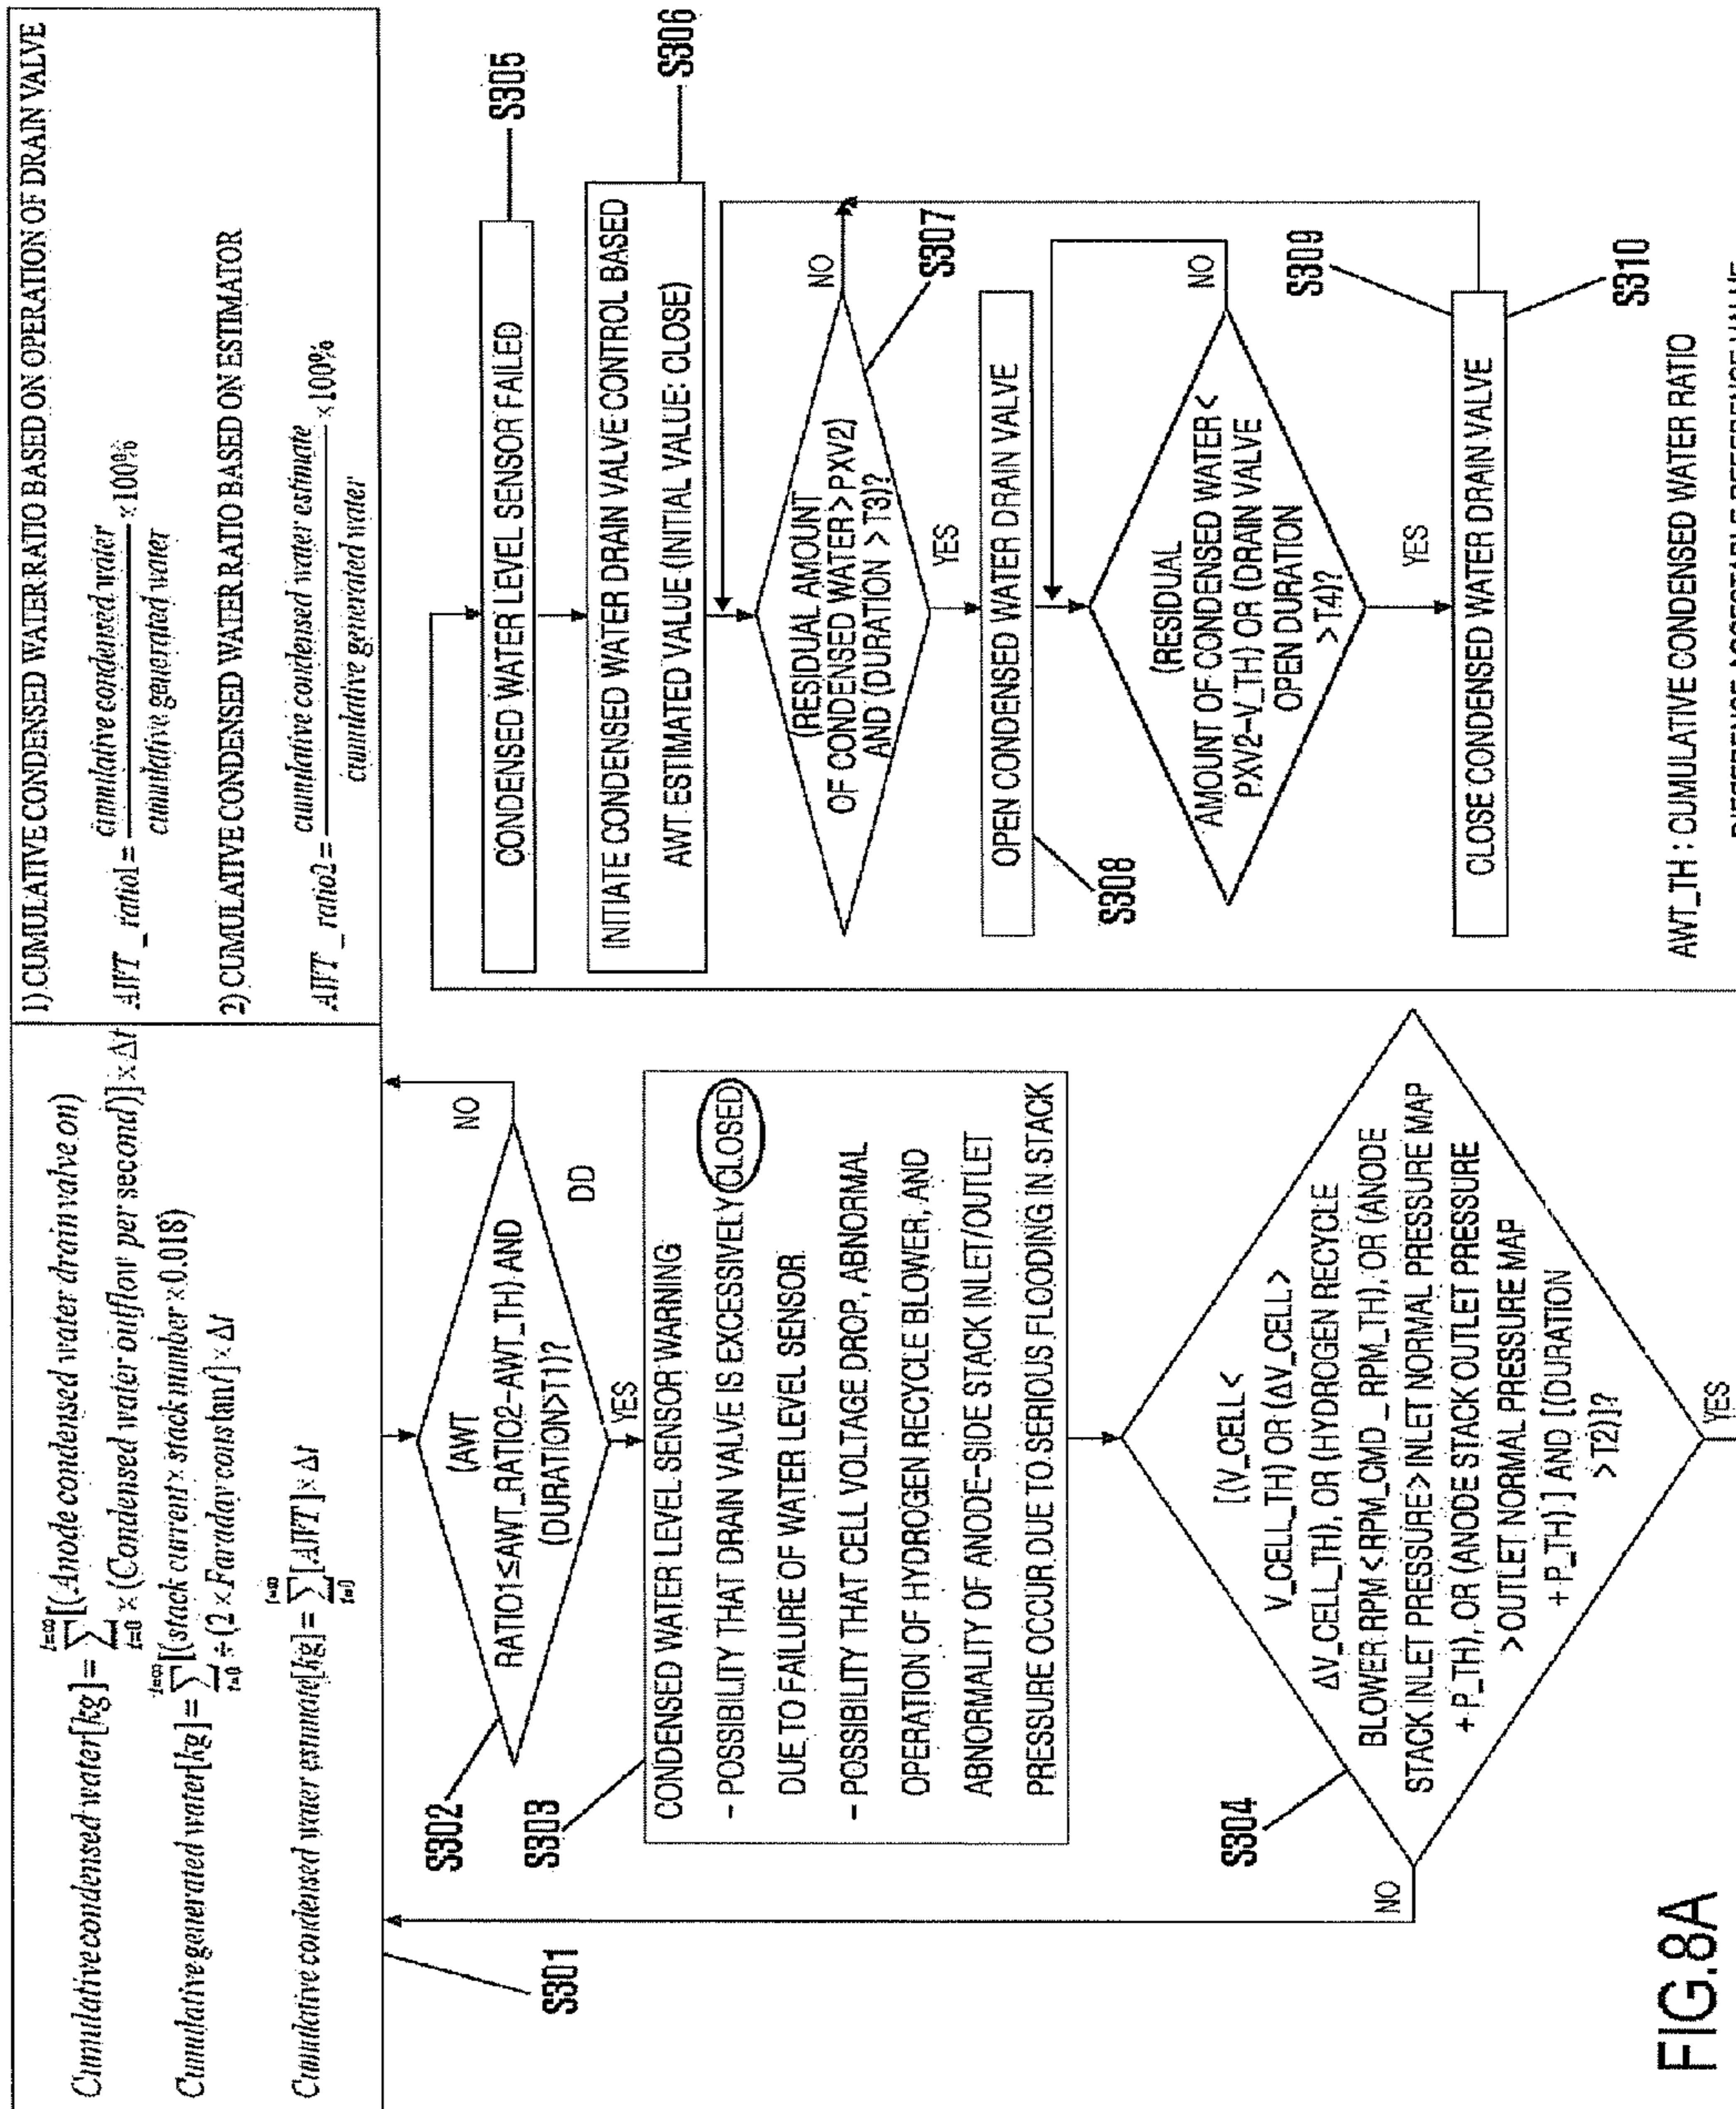 Cumulative condensed water[kg] = Σ[(Anode condensed water drain valve on)
t=∞
t=0
× (Condensed water outflow per second)] × Δt
Cumulative generated water[kg] = Σ[(stack current × stack number × 0.018)
t=∞
t=0
÷ (2 × Faraday constant] × Δt
Cumulative condensed water estimate[kg] = Σ[AWT] × Δt
t=∞
t=0
1) CUMULATIVE CONDENSED WATER RATIO BASED ON OPERATION OF DRAIN VALVE
AWT_ratio1 = cumulative condensed water / cumulative generated water × 100%
2) CUMULATIVE CONDENSED WATER RATIO BASED ON ESTIMATOR
AWT_ratio2 = cumulative condensed water estimate / cumulative generated water × 100%
S301
S302
(AWT
RATIO1≤AWT_RATIO2-AWT_TH) AND
(DURATION>T1)?
NO
DD
YES
S303
CONDENSED WATER LEVEL SENSOR WARNING
- POSSIBILITY THAT DRAIN VALVE IS EXCESSIVELY CLOSED
DUE TO FAILURE OF WATER LEVEL SENSOR
- POSSIBILITY THAT CELL VOLTAGE DROP, ABNORMAL
OPERATION OF HYDROGEN RECYCLE BLOWER, AND
ABNORMALITY OF ANODE-SIDE STACK INLET/OUTLET
PRESSURE OCCUR DUE TO SERIOUS FLOODING IN STACK
S304
[(V_CELL<
V_CELL_TH) OR (ΔV_CELL>
ΔV_CELL_TH), OR (HYDROGEN RECYCLE
BLOWER RPM <RPM_CMD _ RPM_TH), OR (ANODE
STACK INLET PRESSURE> INLET NORMAL PRESSURE MAP
+ P_TH), OR (ANODE STACK OUTLET PRESSURE
>OUTLET NORMAL PRESSURE MAP
+ P_TH) ] AND [(DURATION
>T2)]?
NO
YES
CONDENSED WATER LEVEL SENSOR FAILED
S305
INITIATE CONDENSED WATER DRAIN VALVE CONTROL BASED
AWT ESTIMATED VALUE (INITIAL VALUE: CLOSE)
S306
(RESIDUAL AMOUNT
OF CONDENSED WATER>PXV2)
AND (DURATION > T3)?
NO
S307
YES
OPEN CONDENSED WATER DRAIN VALVE
S308
(RESIDUAL
AMOUNT OF CONDENSED WATER<
PXV2-V_TH) OR (DRAIN VALVE
OPEN DURATION
>T4)?
NO
S309
YES
CLOSE CONDENSED WATER DRAIN VALVE
S310
AWT_TH : CUMULATIVE CONDENSED WATER RATIO
FIG.8A